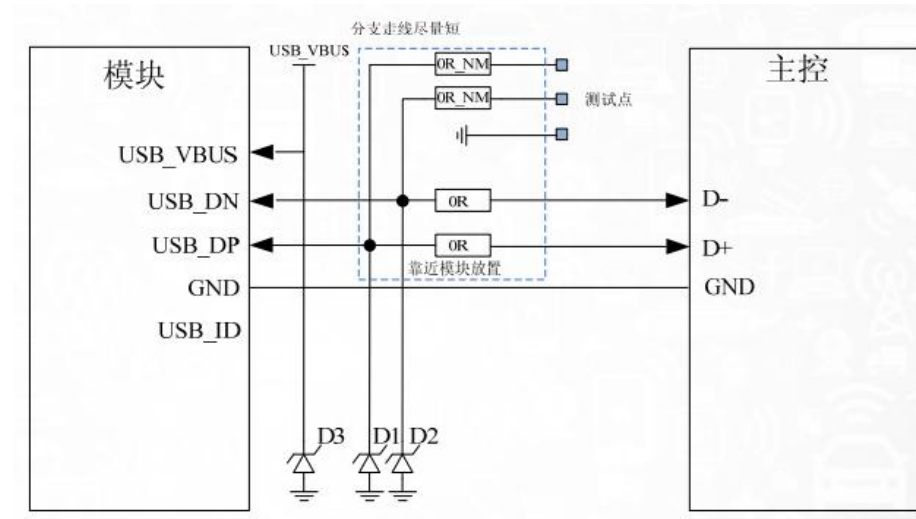 分支走线尽量短
USB_VBUS
模块
0R_NM
主控
0R_NM
测试点
USB_VBUS
USB_DN
0R
D-
USB_DP
0R
D+
靠近模块放置
GND
GND
USB_ID
D3
D1
D2